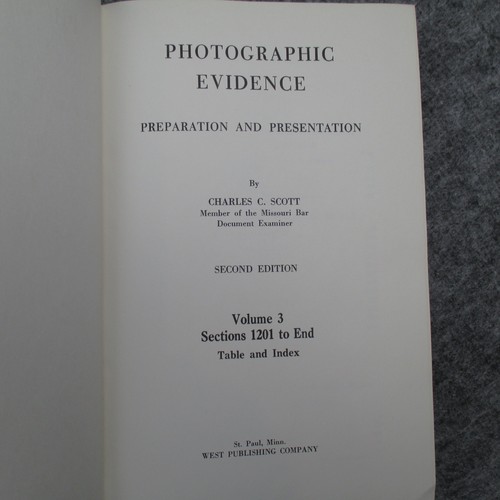 PHOTOGRAPHIC
EVIDENCE
PREPARATION AND PRESENTATION
By
CHARLES C. SCOTT
Member of the Missouri Bar
Document Examiner
SECOND EDITION
Volume 3
Sections 1201 to End
Table and Index
St. Paul, Minn.
WEST PUBLISHING COMPANY